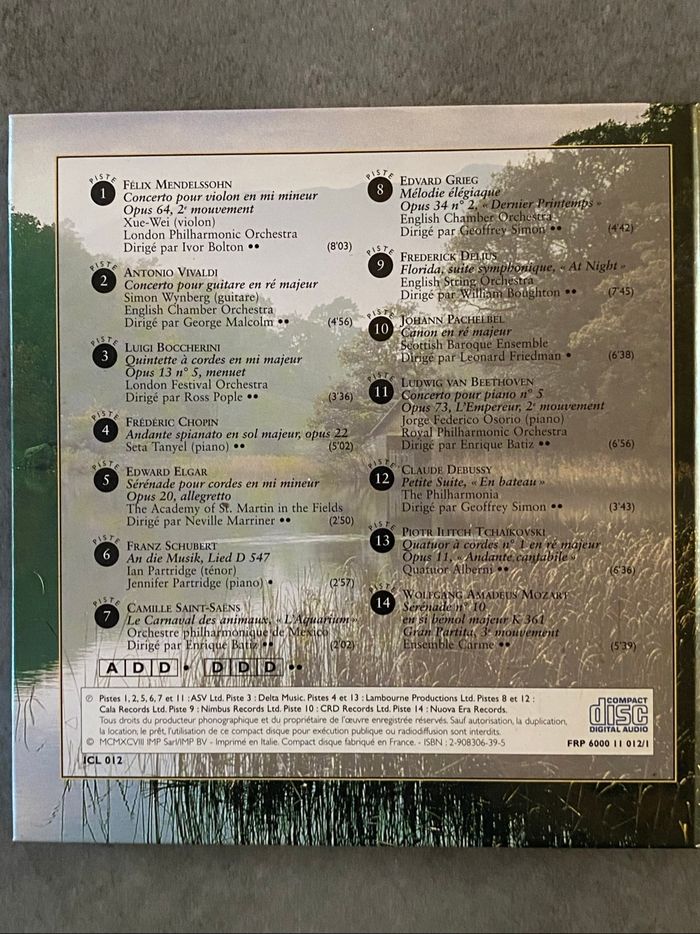 PISTE
1
FÉLIX MENDELSSOHN
Concerto pour violon en mi mineur
Opus 64, 2e mouvement
Xue-Wei (violon)
London Philharmonic Orchestra
Dirigé par Ivor Bolton •• (8'03)
PISTE
2
ANTONIO VIVALDI
Concerto pour guitare en ré majeur
Simon Wynberg (guitare)
English Chamber Orchestra
Dirigé par George Malcolm •• (4'56)
PISTE
3
LUIGI BOCCHERINI
Quintette à cordes en mi majeur
Opus 13 n° 5, menuet
London Festival Orchestra
Dirigé par Ross Pople •• (3'36)
PISTE
4
FRÉDÉRIC CHOPIN
Andante spianato en sol majeur, opus 22
Seta Tanyel (piano) •• (5'02)
PISTE
5
EDWARD ELGAR
Sérénade pour cordes en mi mineur
Opus 20, allegretto
The Academy of St. Martin in the Fields
Dirigé par Neville Marriner •• (2'50)
PISTE
6
FRANZ SCHUBERT
An die Musik, Lied D 547
Ian Partridge (ténor)
Jennifer Partridge (piano) • (2'57)
PISTE
7
CAMILLE SAINT-SAENS
Le Carnaval des animaux, « L'Aquarium »
Orchestre philharmonique de Mexico
Dirigé par Enrique Batiz •• (2'02)
PISTE
8
EDVARD GRIEG
Mélodie élégiaque
Opus 34 n° 2, « Dernier Printemps »
English Chamber Orchestra
Dirigé par Geoffrey Simon •• (4'42)
PISTE
9
FREDERICK DELIUS
Florida, suite symphonique, « At Night »
English String Orchestra
Dirigé par William Boughton •• (7'45)
PISTE
10
JOHANN PACHELBEL
Canon en ré majeur
Scottish Baroque Ensemble
Dirigé par Leonard Friedman • (6'38)
PISTE
11
LUDWIG VAN BEETHOVEN
Concerto pour piano n° 5
Opus 73, L'Empereur, 2e mouvement
Jorge Federico Osorio (piano)
Royal Philharmonic Orchestra
Dirigé par Enrique Batiz •• (6'56)
PISTE
12
CLAUDE DEBUSSY
Petite Suite, « En bateau »
The Philharmonia
Dirigé par Geoffrey Simon •• (3'43)
PISTE
13
PIOTR ILITCH TCHAÏKOVSKI
Quatuor à cordes n° 1 en ré majeur
Opus 11, « Andante cantabile »
Quatuor Alberni •• (6'36)
PISTE
14
WOLFGANG AMADEUS MOZART
Sérénade n° 10
en si bémol majeur K 361
Gran Partita, 3e mouvement
Ensemble Carme •• (5'39)
A D D • D D D ••
℗ Pistes 1, 2, 5, 6, 7 et 11 : ASV Ltd. Piste 3 : Delta Music. Pistes 4 et 13 : Lambourne Productions Ltd. Pistes 8 et 12 :
Cala Records Ltd. Piste 9 : Nimbus Records Ltd. Piste 10 : CRD Records Ltd. Piste 14 : Nuova Era Records.
Tous droits du producteur phonographique et du propriétaire de l'œuvre enregistrée réservés. Sauf autorisation, la duplication,
la location, le prêt, l'utilisation de ce compact disque pour exécution publique ou radiodiffusion sont interdits.
© MCMXCVIII IMP Sarl/IMP BV - Imprimé en Italie. Compact disque fabriqué en France. - ISBN : 2-908306-39-5
COMPACT
disc
DIGITAL AUDIO
FRP 6000 11 012/1
ICL 012